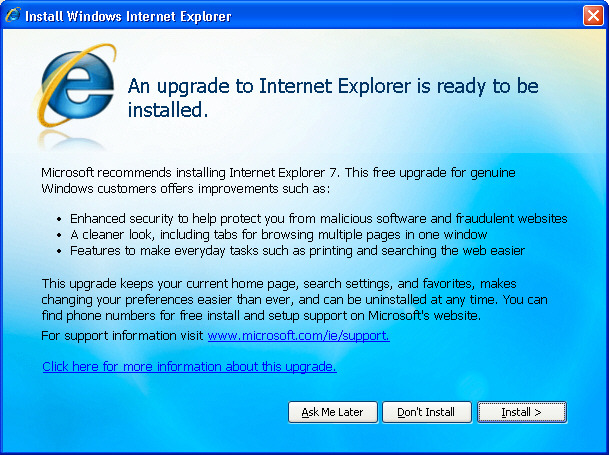 Install Windows Internet Explorer
An upgrade to Internet Explorer is ready to be
installed.
Microsoft recommends installing Internet Explorer 7. This free upgrade for genuine
Windows customers offers improvements such as:
• Enhanced security to help protect you from malicious software and fraudulent websites
• A cleaner look, including tabs for browsing multiple pages in one window
• Features to make everyday tasks such as printing and searching the web easier
This upgrade keeps your current home page, search settings, and favorites, makes
changing your preferences easier than ever, and can be uninstalled at any time. You can
find phone numbers for free install and setup support on Microsoft's website.
For support information visit www.microsoft.com/ie/support.
Click here for more information about this upgrade.
Ask Me Later Don't Install Install >